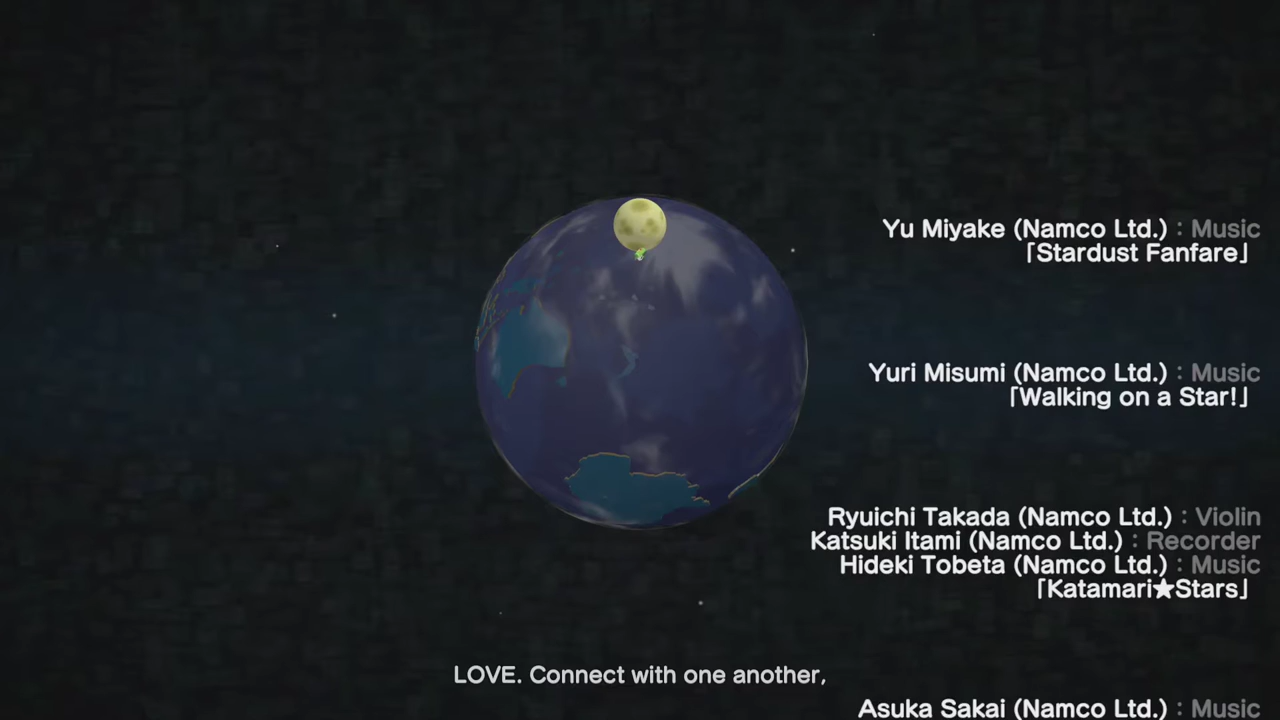 Yu Miyake (Namco Ltd.) : Music
「Stardust Fanfare」
Yuri Misumi (Namco Ltd.) : Music
「Walking on a Star!」
Ryuichi Takada (Namco Ltd.) : Violin
Katsuki Itami (Namco Ltd.) : Recorder
Hideki Tobeta (Namco Ltd.) : Music
「Katamari★Stars」
LOVE. Connect with one another,
Asuka Sakai (Namco Ltd.) : Music